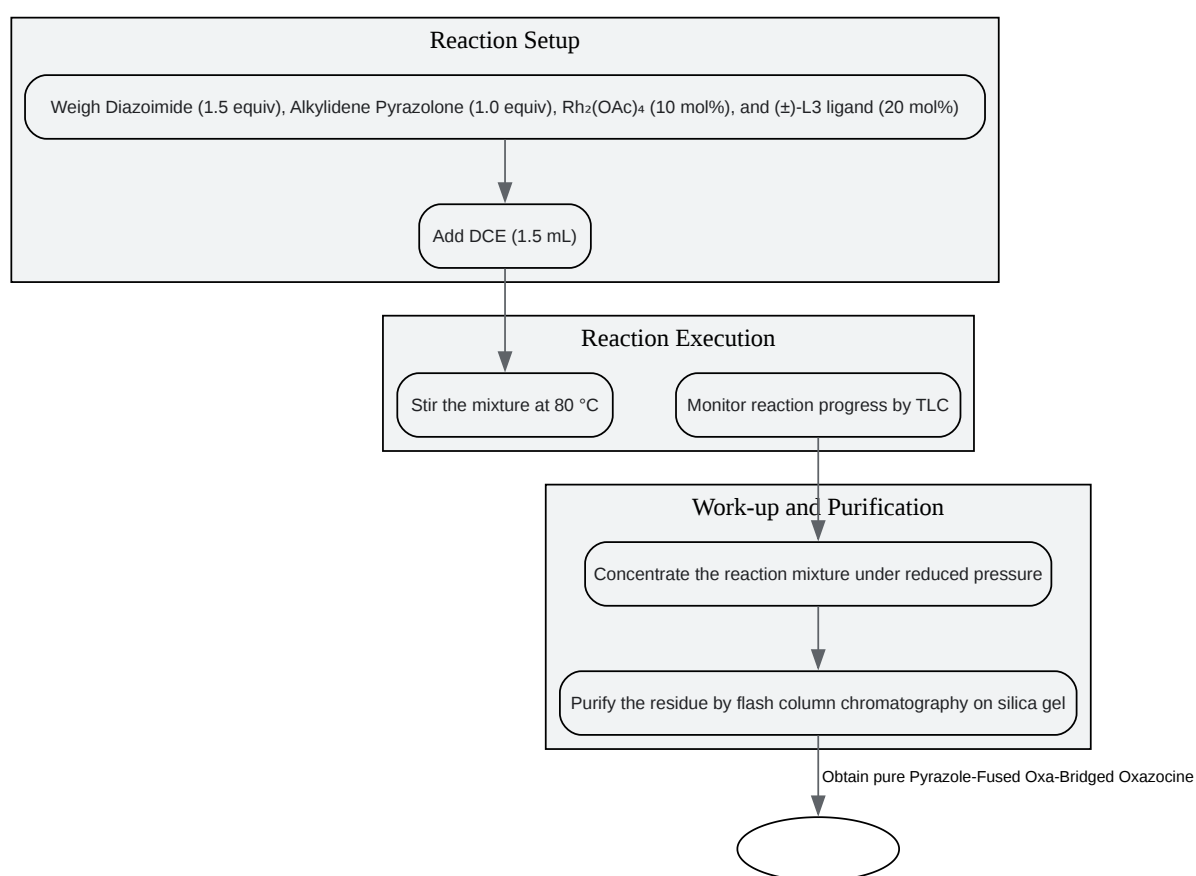 Reaction Setup
Weigh Diazoimide (1.5 equiv), Alkylidene Pyrazolone (1.0 equiv), Rh₂(OAc)₄ (10 mol%), and (±)-L3 ligand (20 mol%)
Add DCE (1.5 mL)
Reaction Execution
Stir the mixture at 80 °C
Monitor reaction progress by TLC
Work-up and Purification
Concentrate the reaction mixture under reduced pressure
Purify the residue by flash column chromatography on silica gel
Obtain pure Pyrazole-Fused Oxa-Bridged Oxazocine